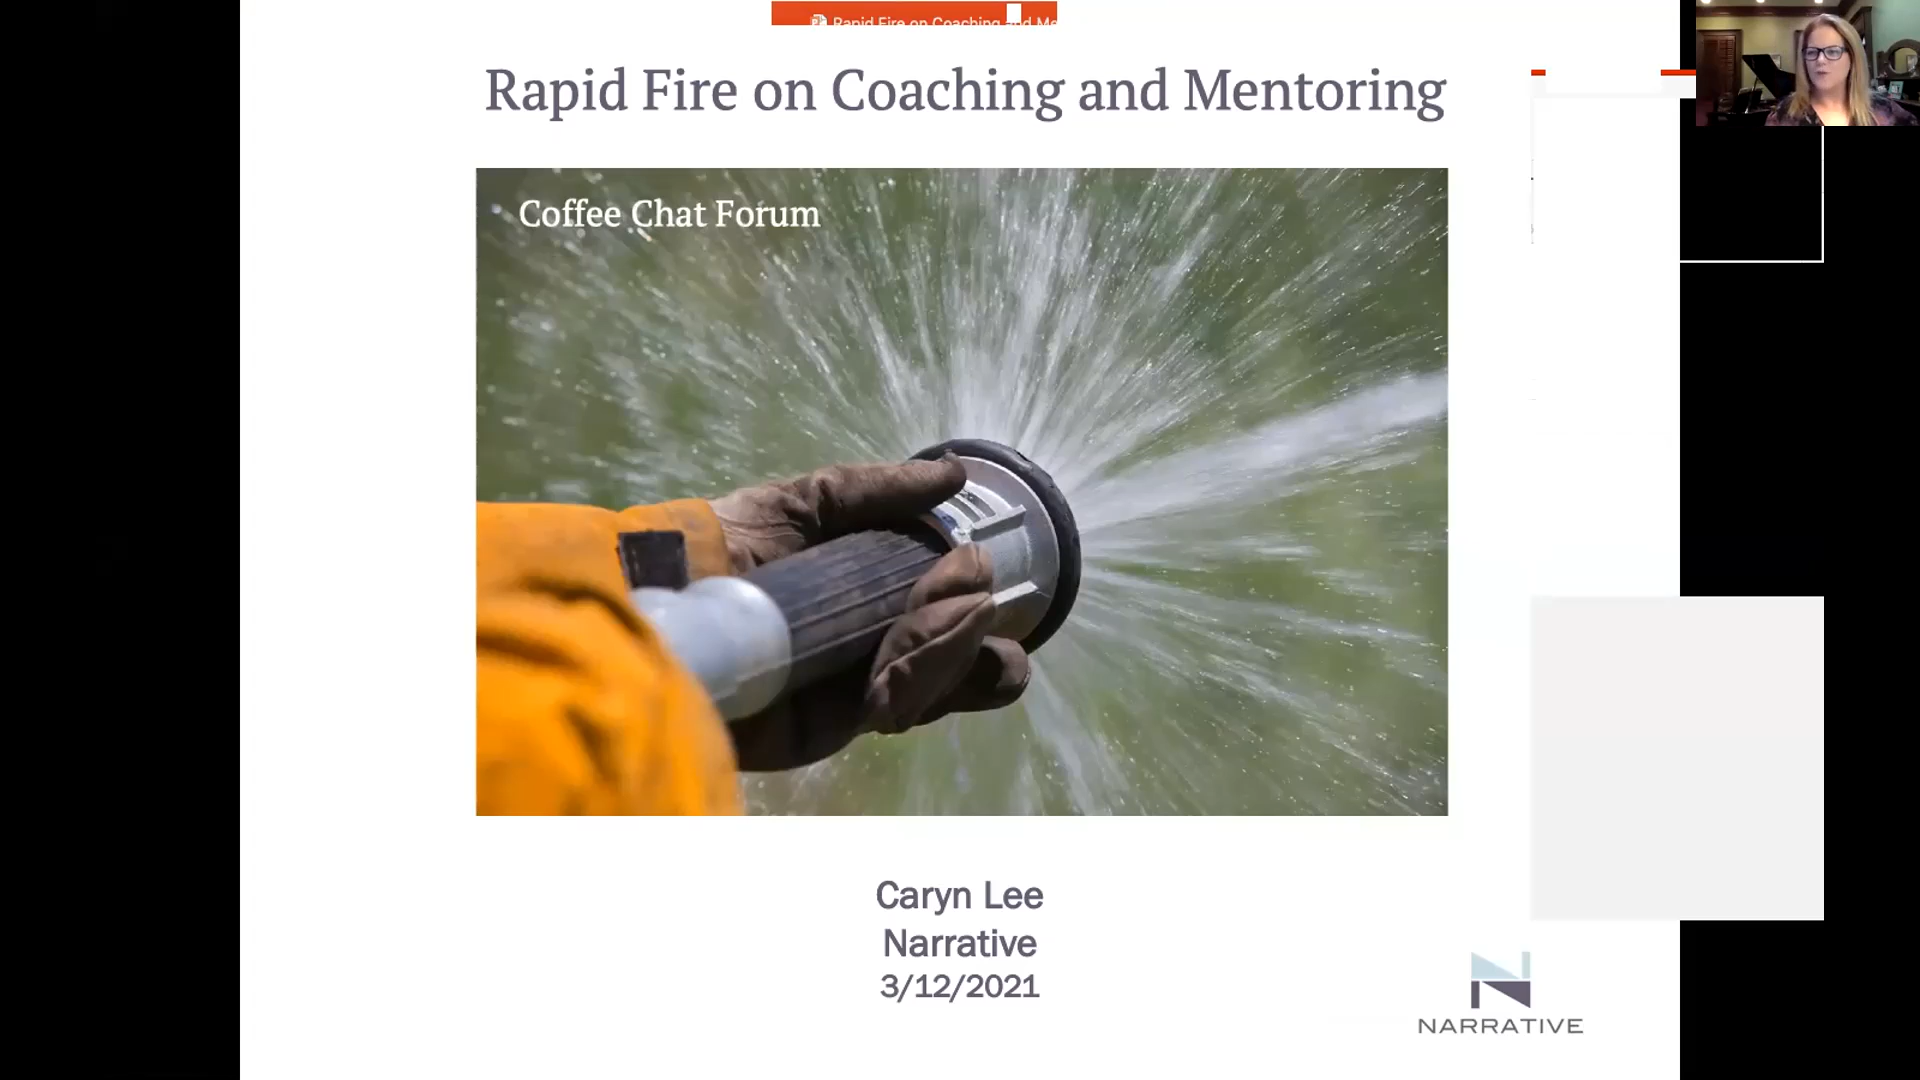 Rapid Fire on Coaching and Me
Rapid Fire on Coaching and Mentoring
Coffee Chat Forum
Caryn Lee
Narrative
3/12/2021
NARRATIVE